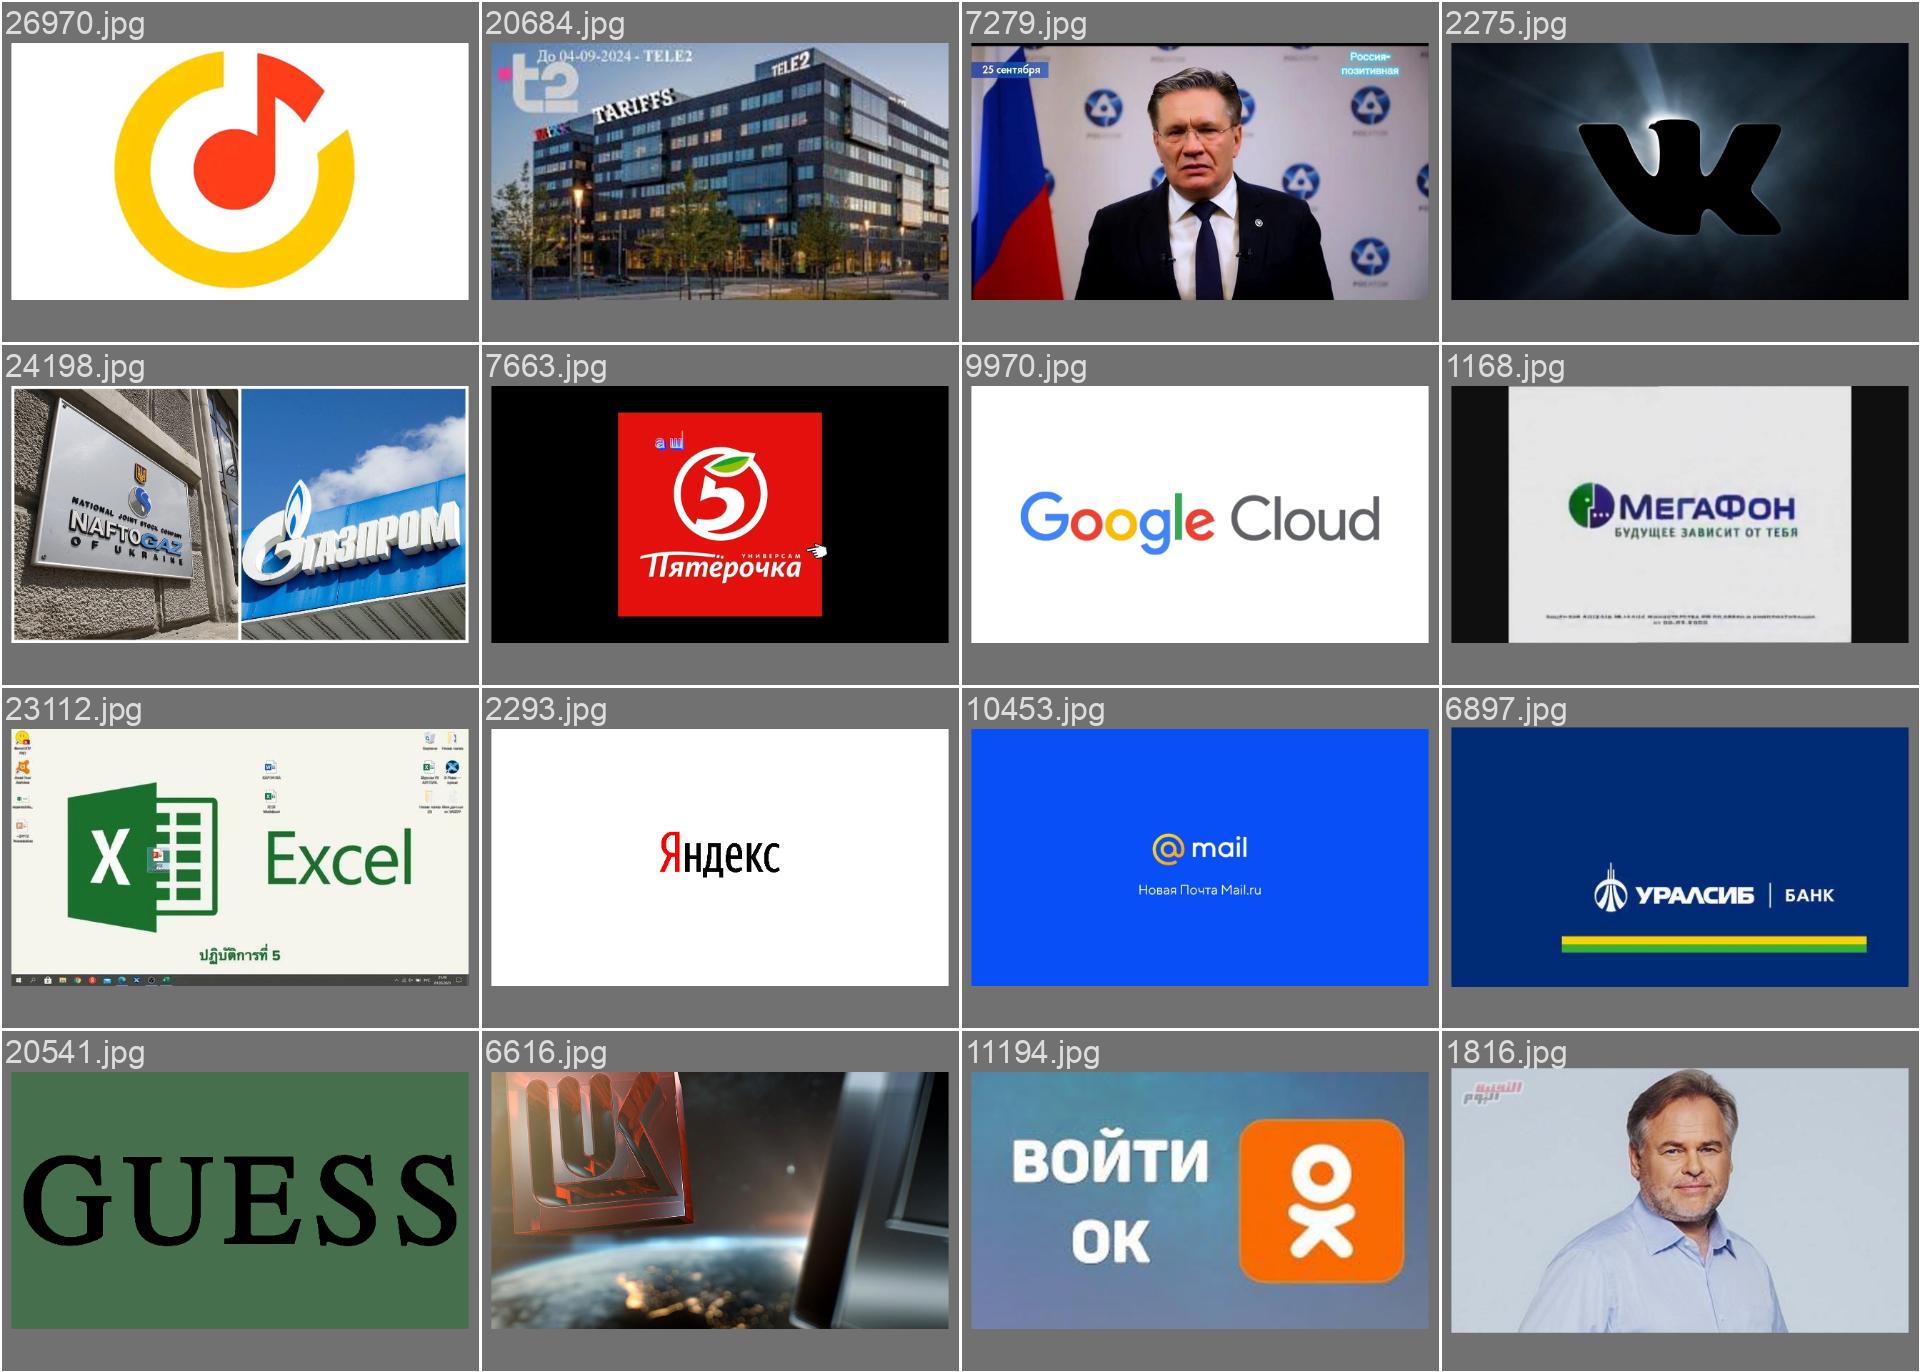 26970.jpg
20684.jpg
7279.jpg
2275.jpg
До 04-09-2024 - TELE2
t2
TARIFFS
TELE2
25 сентября
Россия-
позитивная
РОСАТОМ
24198.jpg
7663.jpg
9970.jpg
1168.jpg
NATIONAL JOINT STOCK COMPANY
NAFTOGAZ
OF UKRAINE
ГАЗПРОМ
а ш
5
УНИВЕРСАМ
Пятёрочка
Google Cloud
МЕГАФОН
БУДУЩЕЕ ЗАВИСИТ ОТ ТЕБЯ
23112.jpg
2293.jpg
10453.jpg
6897.jpg
X
Excel
ปฏิบัติการที่ 5
Яндекс
@ mail
Новая Почта Mail.ru
УРАЛСИБ | БАНК
20541.jpg
6616.jpg
11194.jpg
1816.jpg
GUESS
ВОЙТИ
ОК
التقنية
اليوم